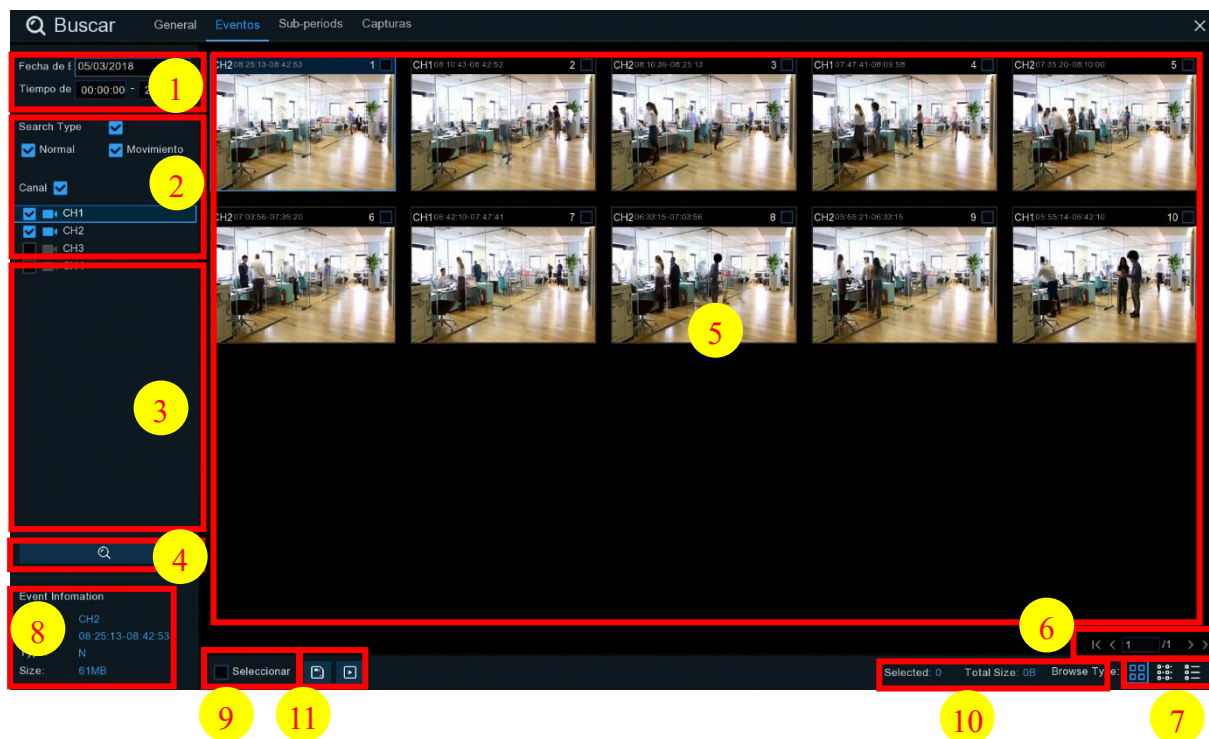 Buscar General Eventos Sub-periods Capturas
Fecha de E 05/03/2018
Tiempo de 00:00:00 - 2
1
Search Type
Normal Movimiento
2
Canal
CH1
CH2
CH3
3
4
Event Infomation
CH2
08:25:13-08:42:53
N
Size: 61MB
8
CH2 08:25:13-08:42:53 1
CH1 08:10:43-08:42:52 2
CH2 08:10:39-08:25:13 3
CH1 07:47:41-08:09:58 4
CH2 07:35:20-08:10:00 5
CH2 07:03:56-07:35:20 6
CH1 06:42:10-07:47:41 7
CH2 06:33:15-07:03:56 8
CH2 05:55:21-06:33:15 9
CH1 05:55:14-06:42:10 10
5
6
1 /1
Seleccionar
Selected: 0 Total Size: 0B Browse Type:
9
11
10
7